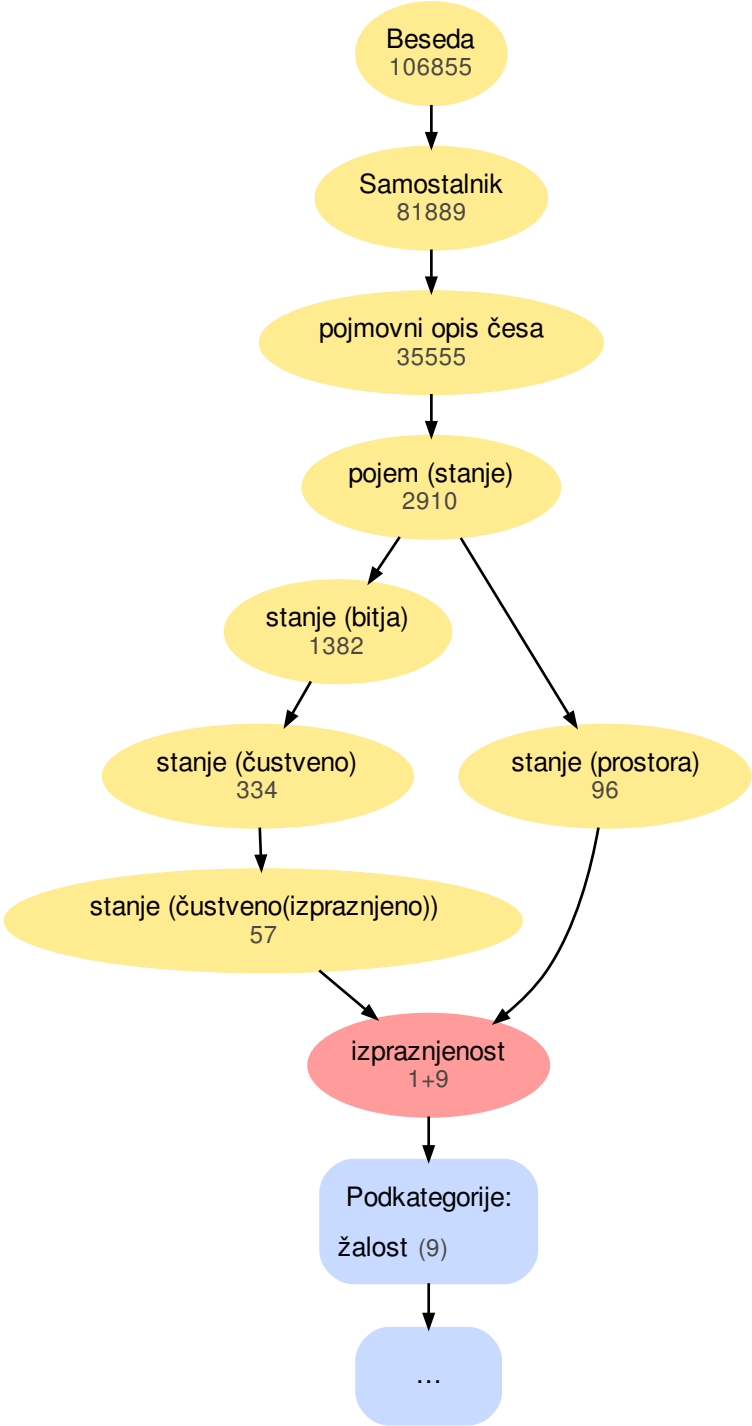 Beseda
106855
Samostalnik
81889
pojmovni opis česa
35555
pojem (stanje)
2910
stanje (bitja)
1382
stanje (čustveno)
334
stanje (prostora)
96
stanje (čustveno(izpraznjeno))
57
izpraznjenost
1+9
Podkategorije:
žalost (9)
...